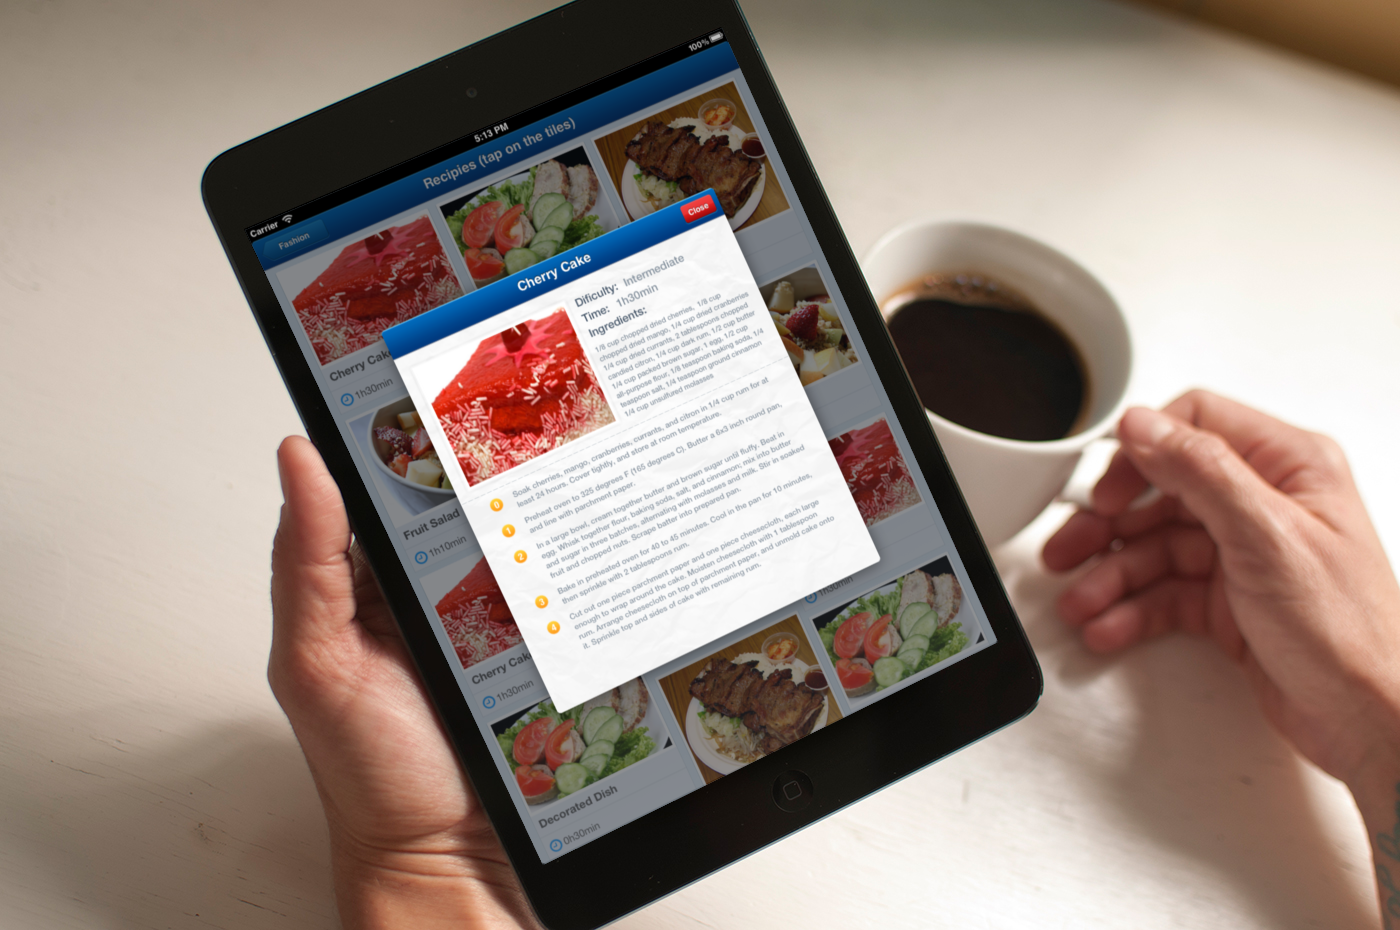 Carrier
5:13 PM
100%
Fashion
Recipies (tap on the tiles)
Cherry Cake
Close
Dificulty: Intermediate
Time: 1h30min
Ingredients:
1/8 cup chopped dried cherries, 1/8 cup
chopped dried mango, 1/4 cup dried cranberries
1/4 cup dried currants, 2 tablespoons chopped
candied citron, 1/4 cup dark rum, 1/2 cup butter
1/4 cup packed brown sugar, 1 egg, 1/2 cup
all-purpose flour, 1/8 teaspoon baking soda, 1/4
teaspoon salt, 1/4 teaspoon ground cinnamon
1/4 cup unsulfured molasses
0 Soak cherries, mango, cranberries, currants, and citron in 1/4 cup rum for at
least 24 hours. Cover tightly, and store at room temperature.
1 Preheat oven to 325 degrees F (165 degrees C). Butter a 6x3 inch round pan,
and line with parchment paper.
2 In a large bowl, cream together butter and brown sugar until fluffy. Beat in
egg. Whisk together flour, baking soda, salt, and cinnamon; mix into butter
and sugar in three batches, alternating with molasses and milk. Stir in soaked
fruit and chopped nuts. Scrape batter into prepared pan.
3 Bake in preheated oven for 40 to 45 minutes. Cool in the pan for 10 minutes,
then sprinkle with 2 tablespoons rum.
4 Cut out one piece parchment paper and one piece cheesecloth, each large
enough to wrap around the cake. Moisten cheesecloth with 1 tablespoon
rum. Arrange cheesecloth on top of parchment paper, and unmold cake onto
it. Sprinkle top and sides of cake with remaining rum.
Cherry Cake
1h30min
Fruit Salad
1h10min
Cherry Cak
1h30min
0h30min
Decorated Dish
0h30min